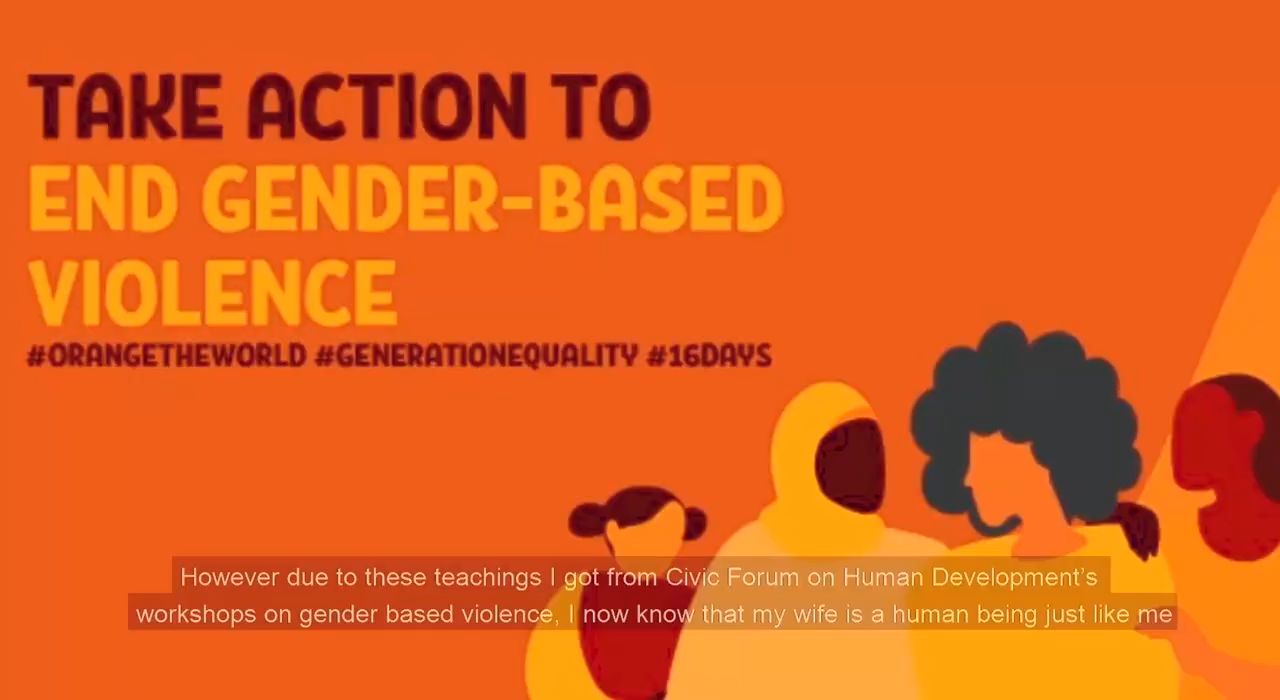 TAKE ACTION TO
END GENDER-BASED
VIOLENCE
#ORANGETHEWORLD #GENERATIONEQUALITY #16DAYS
However due to these teachings I got from Civic Forum on Human Development’s
workshops on gender based violence, I now know that my wife is a human being just like me